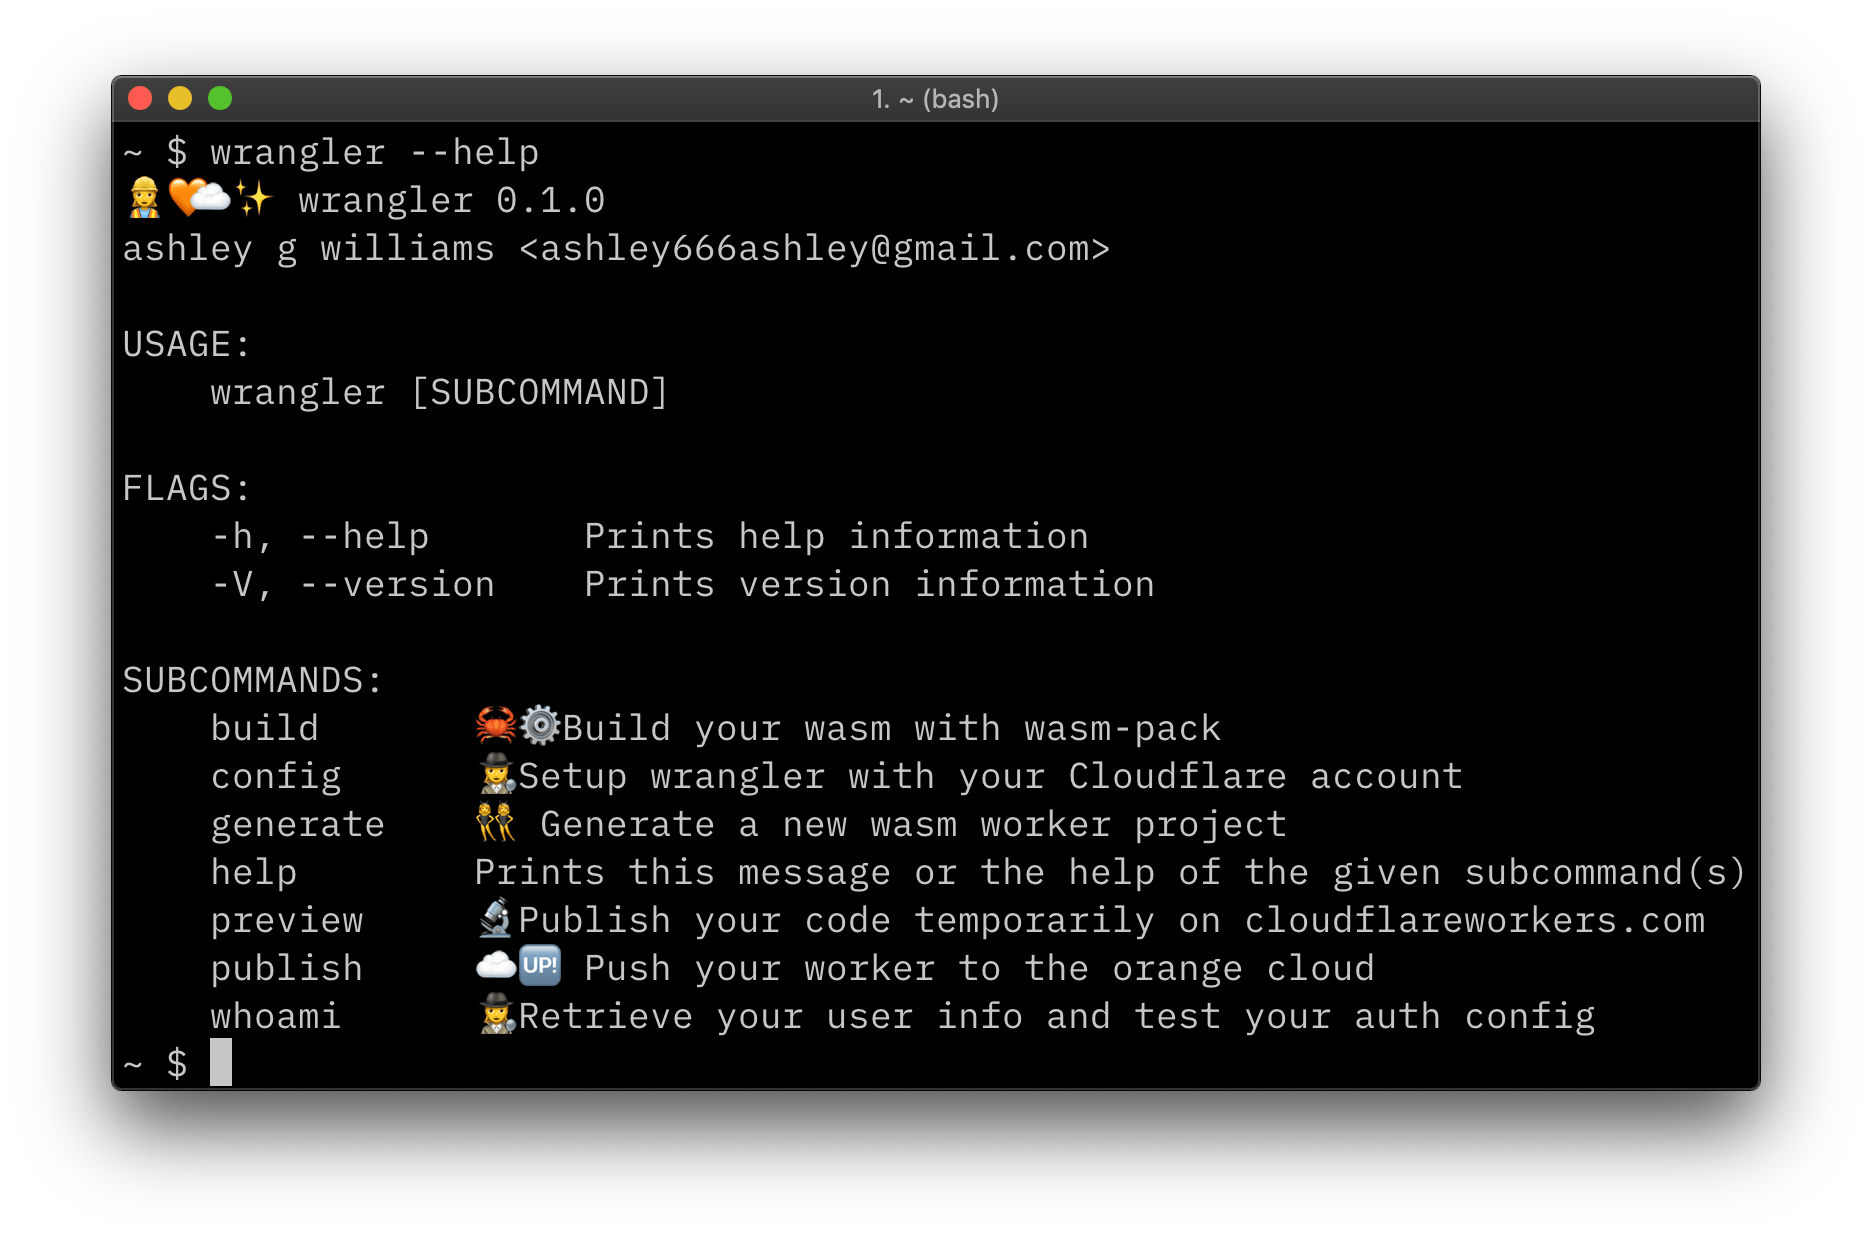 1. ~ (bash)
~ $ wrangler --help
👷‍♀️🧡☁️✨ wrangler 0.1.0
ashley g williams <ashley666ashley@gmail.com>
USAGE:
wrangler [SUBCOMMAND]
FLAGS:
-h, --help Prints help information
-V, --version Prints version information
SUBCOMMANDS:
build 🦀⚙️Build your wasm with wasm-pack
config 🕵️‍♀️Setup wrangler with your Cloudflare account
generate 👯‍♀️ Generate a new wasm worker project
help Prints this message or the help of the given subcommand(s)
preview 🔬Publish your code temporarily on cloudflareworkers.com
publish ☁️🆙 Push your worker to the orange cloud
whoami 🕵️‍♀️Retrieve your user info and test your auth config
~ $